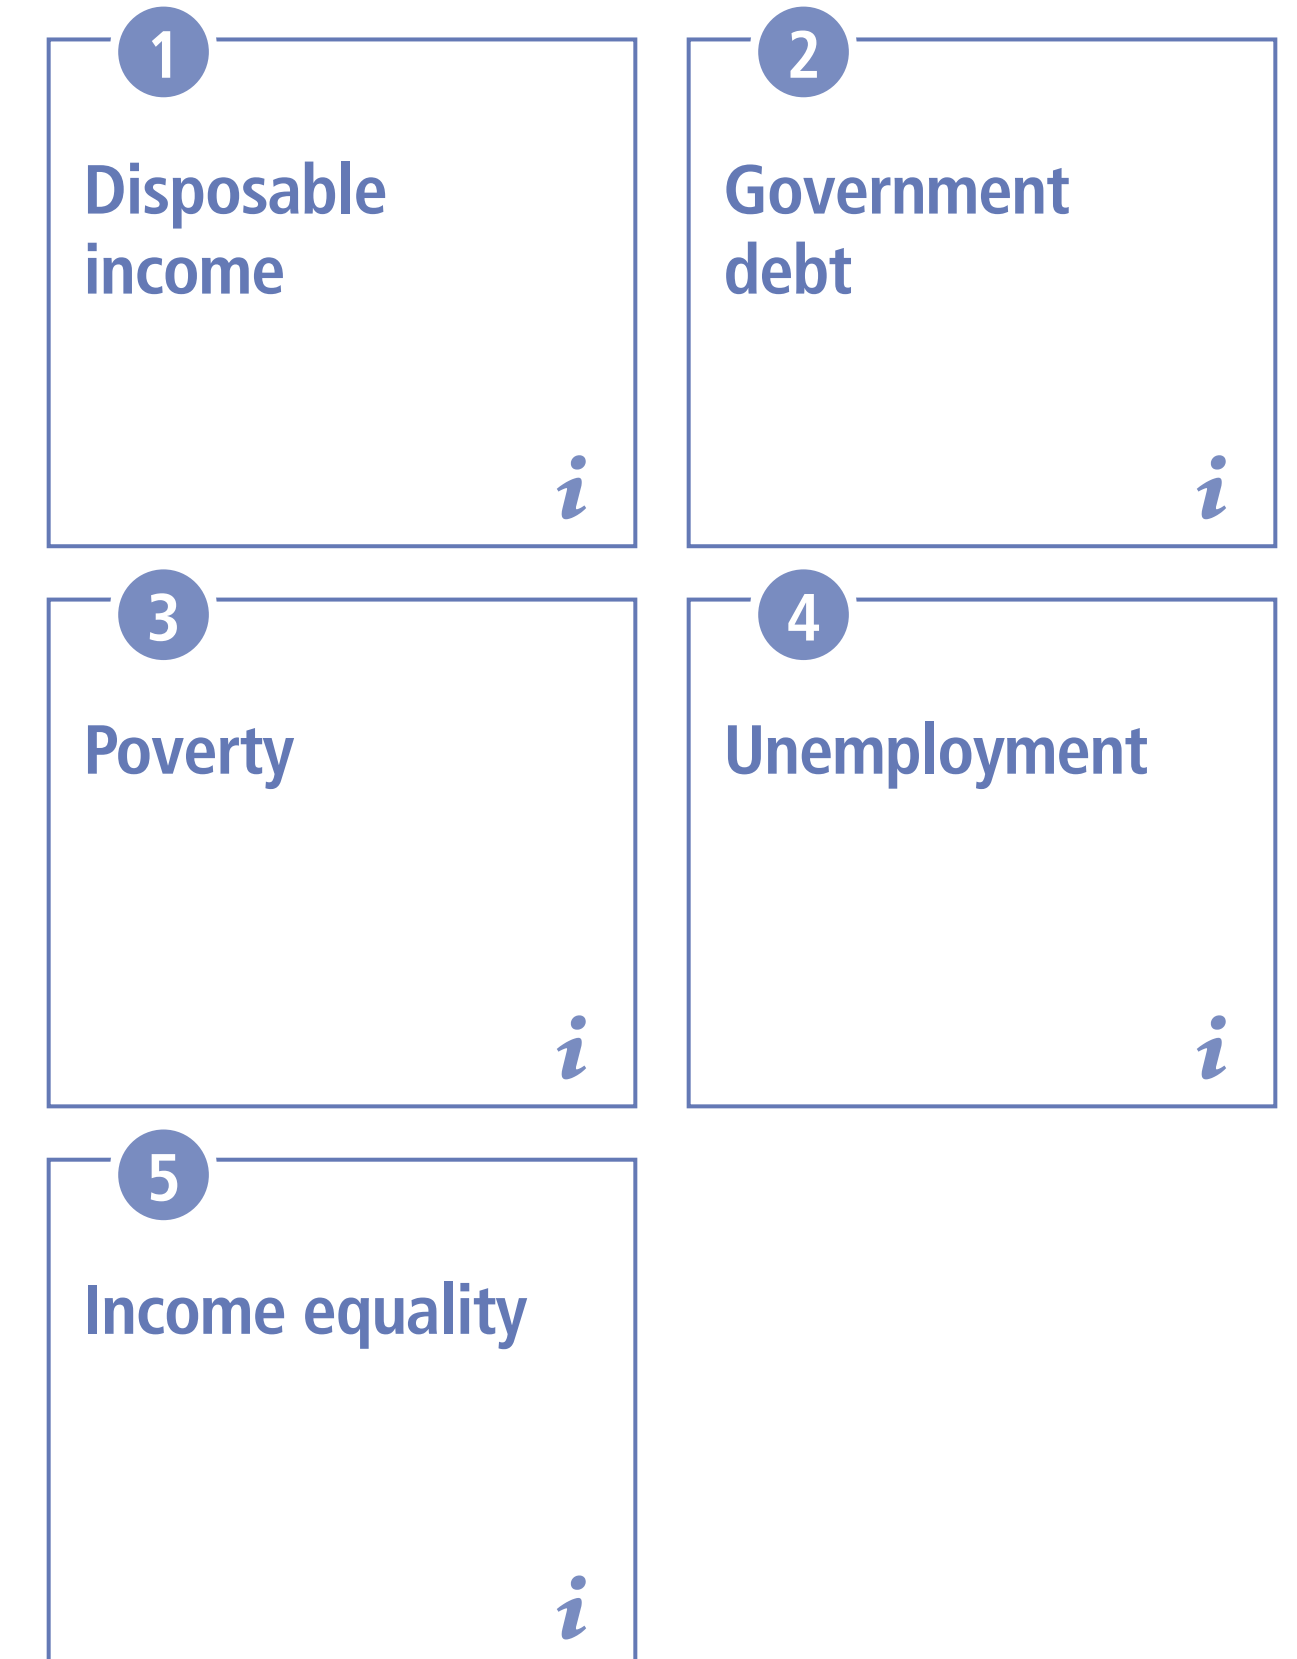 1
Disposable
income
i
2
Government
debt
i
3
Poverty
i
4
Unemployment
i
5
Income equality
i